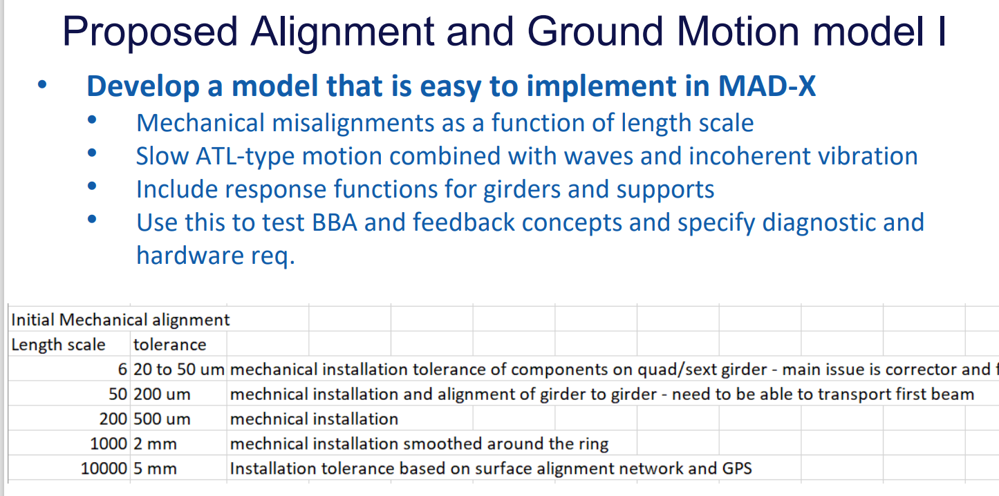 Proposed Alignment and Ground Motion model I
• Develop a model that is easy to implement in MAD-X
• Mechanical misalignments as a function of length scale
• Slow ATL-type motion combined with waves and incoherent vibration
• Include response functions for girders and supports
• Use this to test BBA and feedback concepts and specify diagnostic and
hardware req.
Initial Mechanical alignment
Length scale tolerance
6 20 to 50 um mechanical installation tolerance of components on quad/sext girder - main issue is corrector and
50 200 um mechnical installation and alignment of girder to girder - need to be able to transport first beam
200 500 um mechnical installation
1000 2 mm mechnical installation smoothed around the ring
10000 5 mm Installation tolerance based on surface alignment network and GPS